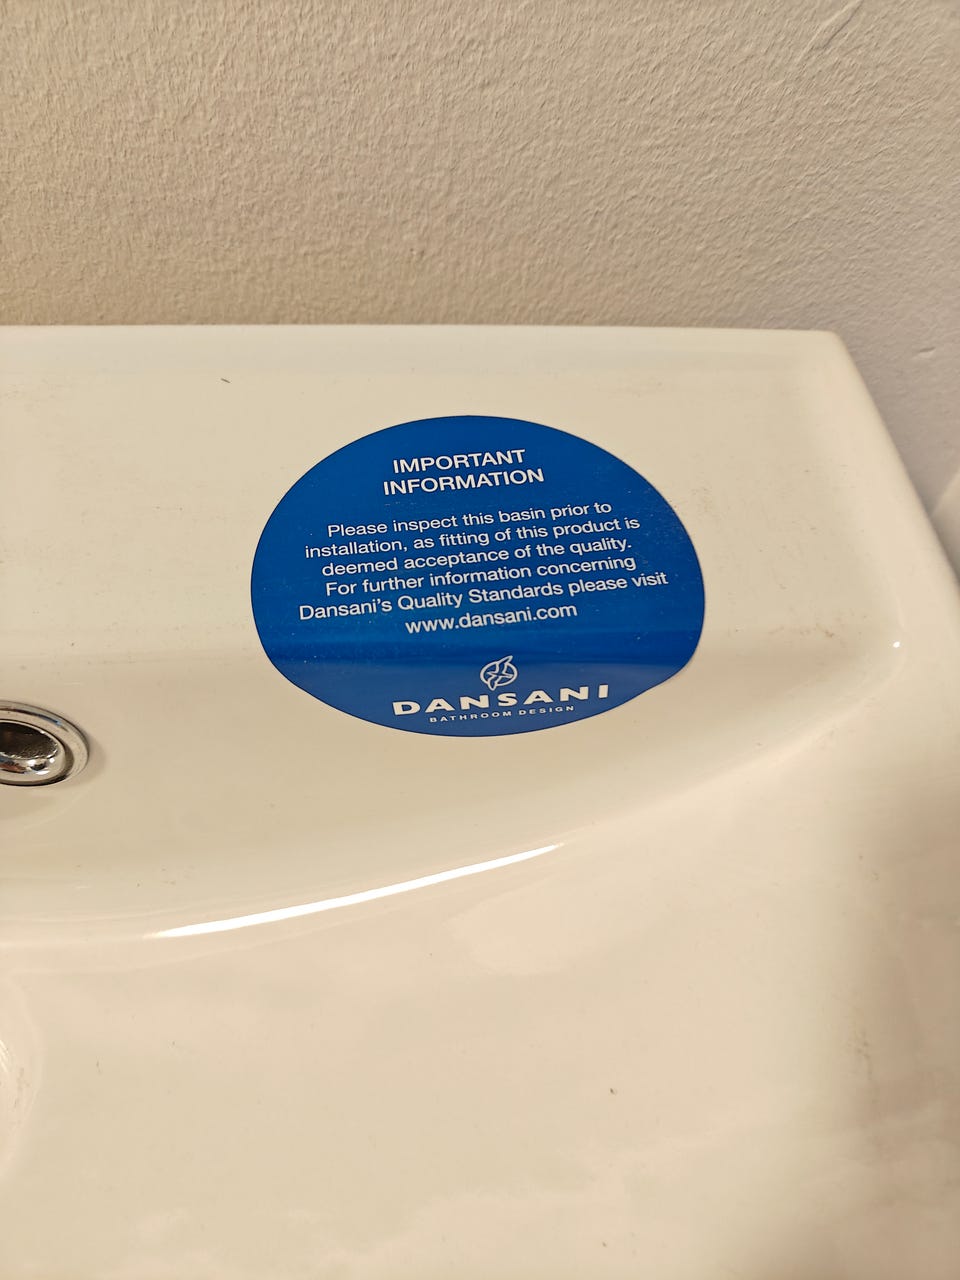 IMPORTANT
INFORMATION
Please inspect this basin prior to
installation, as fitting of this product is
deemed acceptance of the quality.
For further information concerning
Dansani's Quality Standards please visit
www.dansani.com
DANSANI
BATHROOM DESIGN